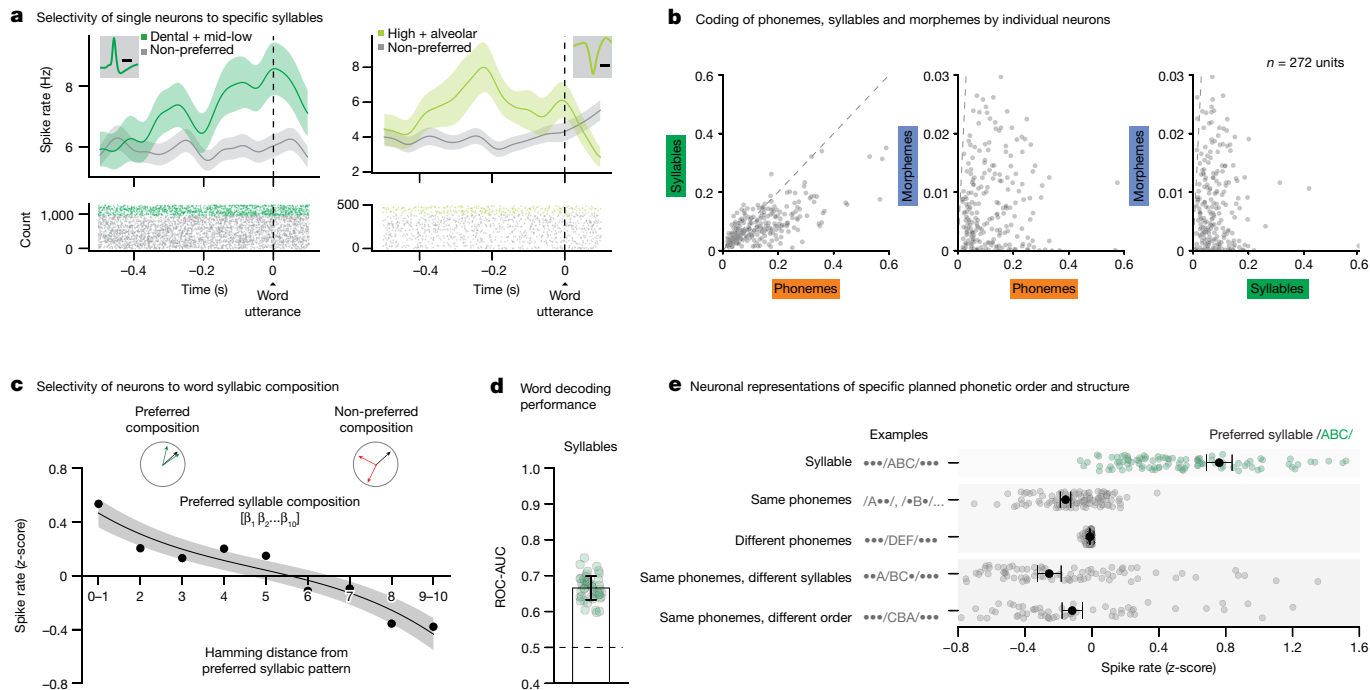 a Selectivity of single neurons to specific syllables
Dental + mid-low
Non-preferred
Spike rate (Hz)
8
6
Count
1,000
0
−0.4
−0.2
0
Time (s)
Word
utterance
High + alveolar
Non-preferred
8
6
4
2
500
0
−0.4
−0.2
0
Time (s)
Word
utterance
b Coding of phonemes, syllables and morphemes by individual neurons
n = 272 units
Syllables
0.6
0.4
0.2
0
0
0.2
0.4
0.6
Phonemes
Morphemes
0.03
0.02
0.01
0
0
0.2
0.4
0.6
Phonemes
Morphemes
0.03
0.02
0.01
0
0
0.2
0.4
0.6
Syllables
c Selectivity of neurons to word syllabic composition
Preferred
composition
Non-preferred
composition
Spike rate (z-score)
0.8
0.4
0
−0.4
−0.8
Preferred syllable composition
[β1 β2...β10]
0–1
2
3
4
5
6
7
8
9–10
Hamming distance from
preferred syllabic pattern
d Word decoding
performance
Syllables
ROC-AUC
1.0
0.9
0.8
0.7
0.6
0.5
0.4
e Neuronal representations of specific planned phonetic order and structure
Examples
Preferred syllable /ABC/
Syllable •••/ABC/•••
Same phonemes /A••/, /•B•/...
Different phonemes •••/DEF/•••
Same phonemes, different syllables ••A/BC•/•••
Same phonemes, different order •••/CBA/•••
−0.8
−0.4
0
0.4
0.8
1.2
1.6
Spike rate (z-score)